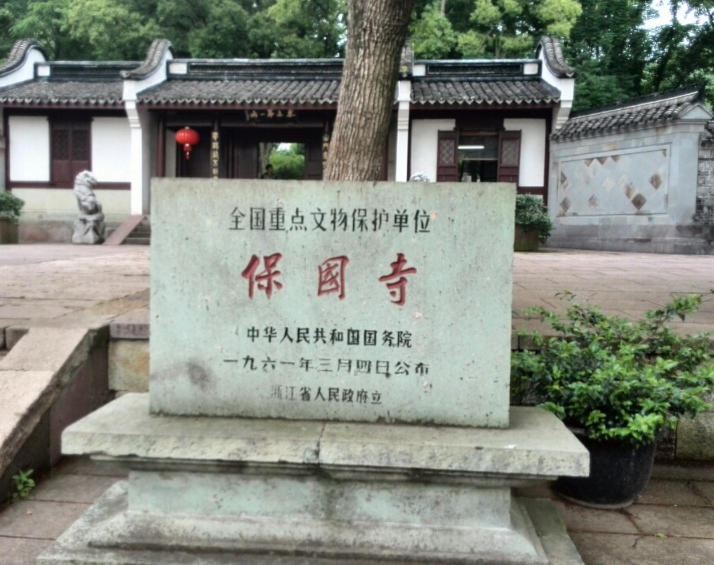 全国重点文物保护单位
保國寺
中华人民共和国国务院
一九六一年三月四日公布
浙江省人民政府立